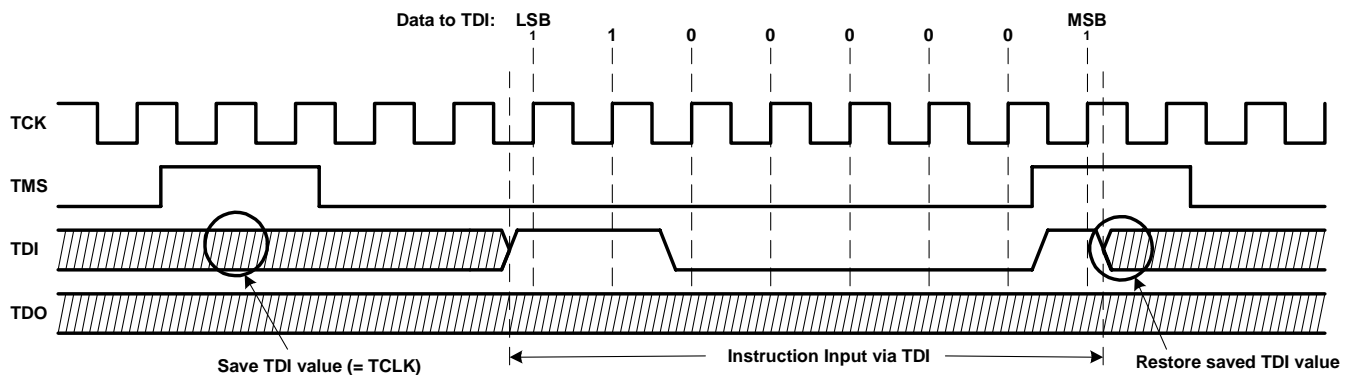 Data to TDI: LSB MSB
1 1 0 0 0 0 0 1
TCK
TMS
TDI
TDO
Save TDI value (= TCLK)
Instruction Input via TDI
Restore saved TDI value